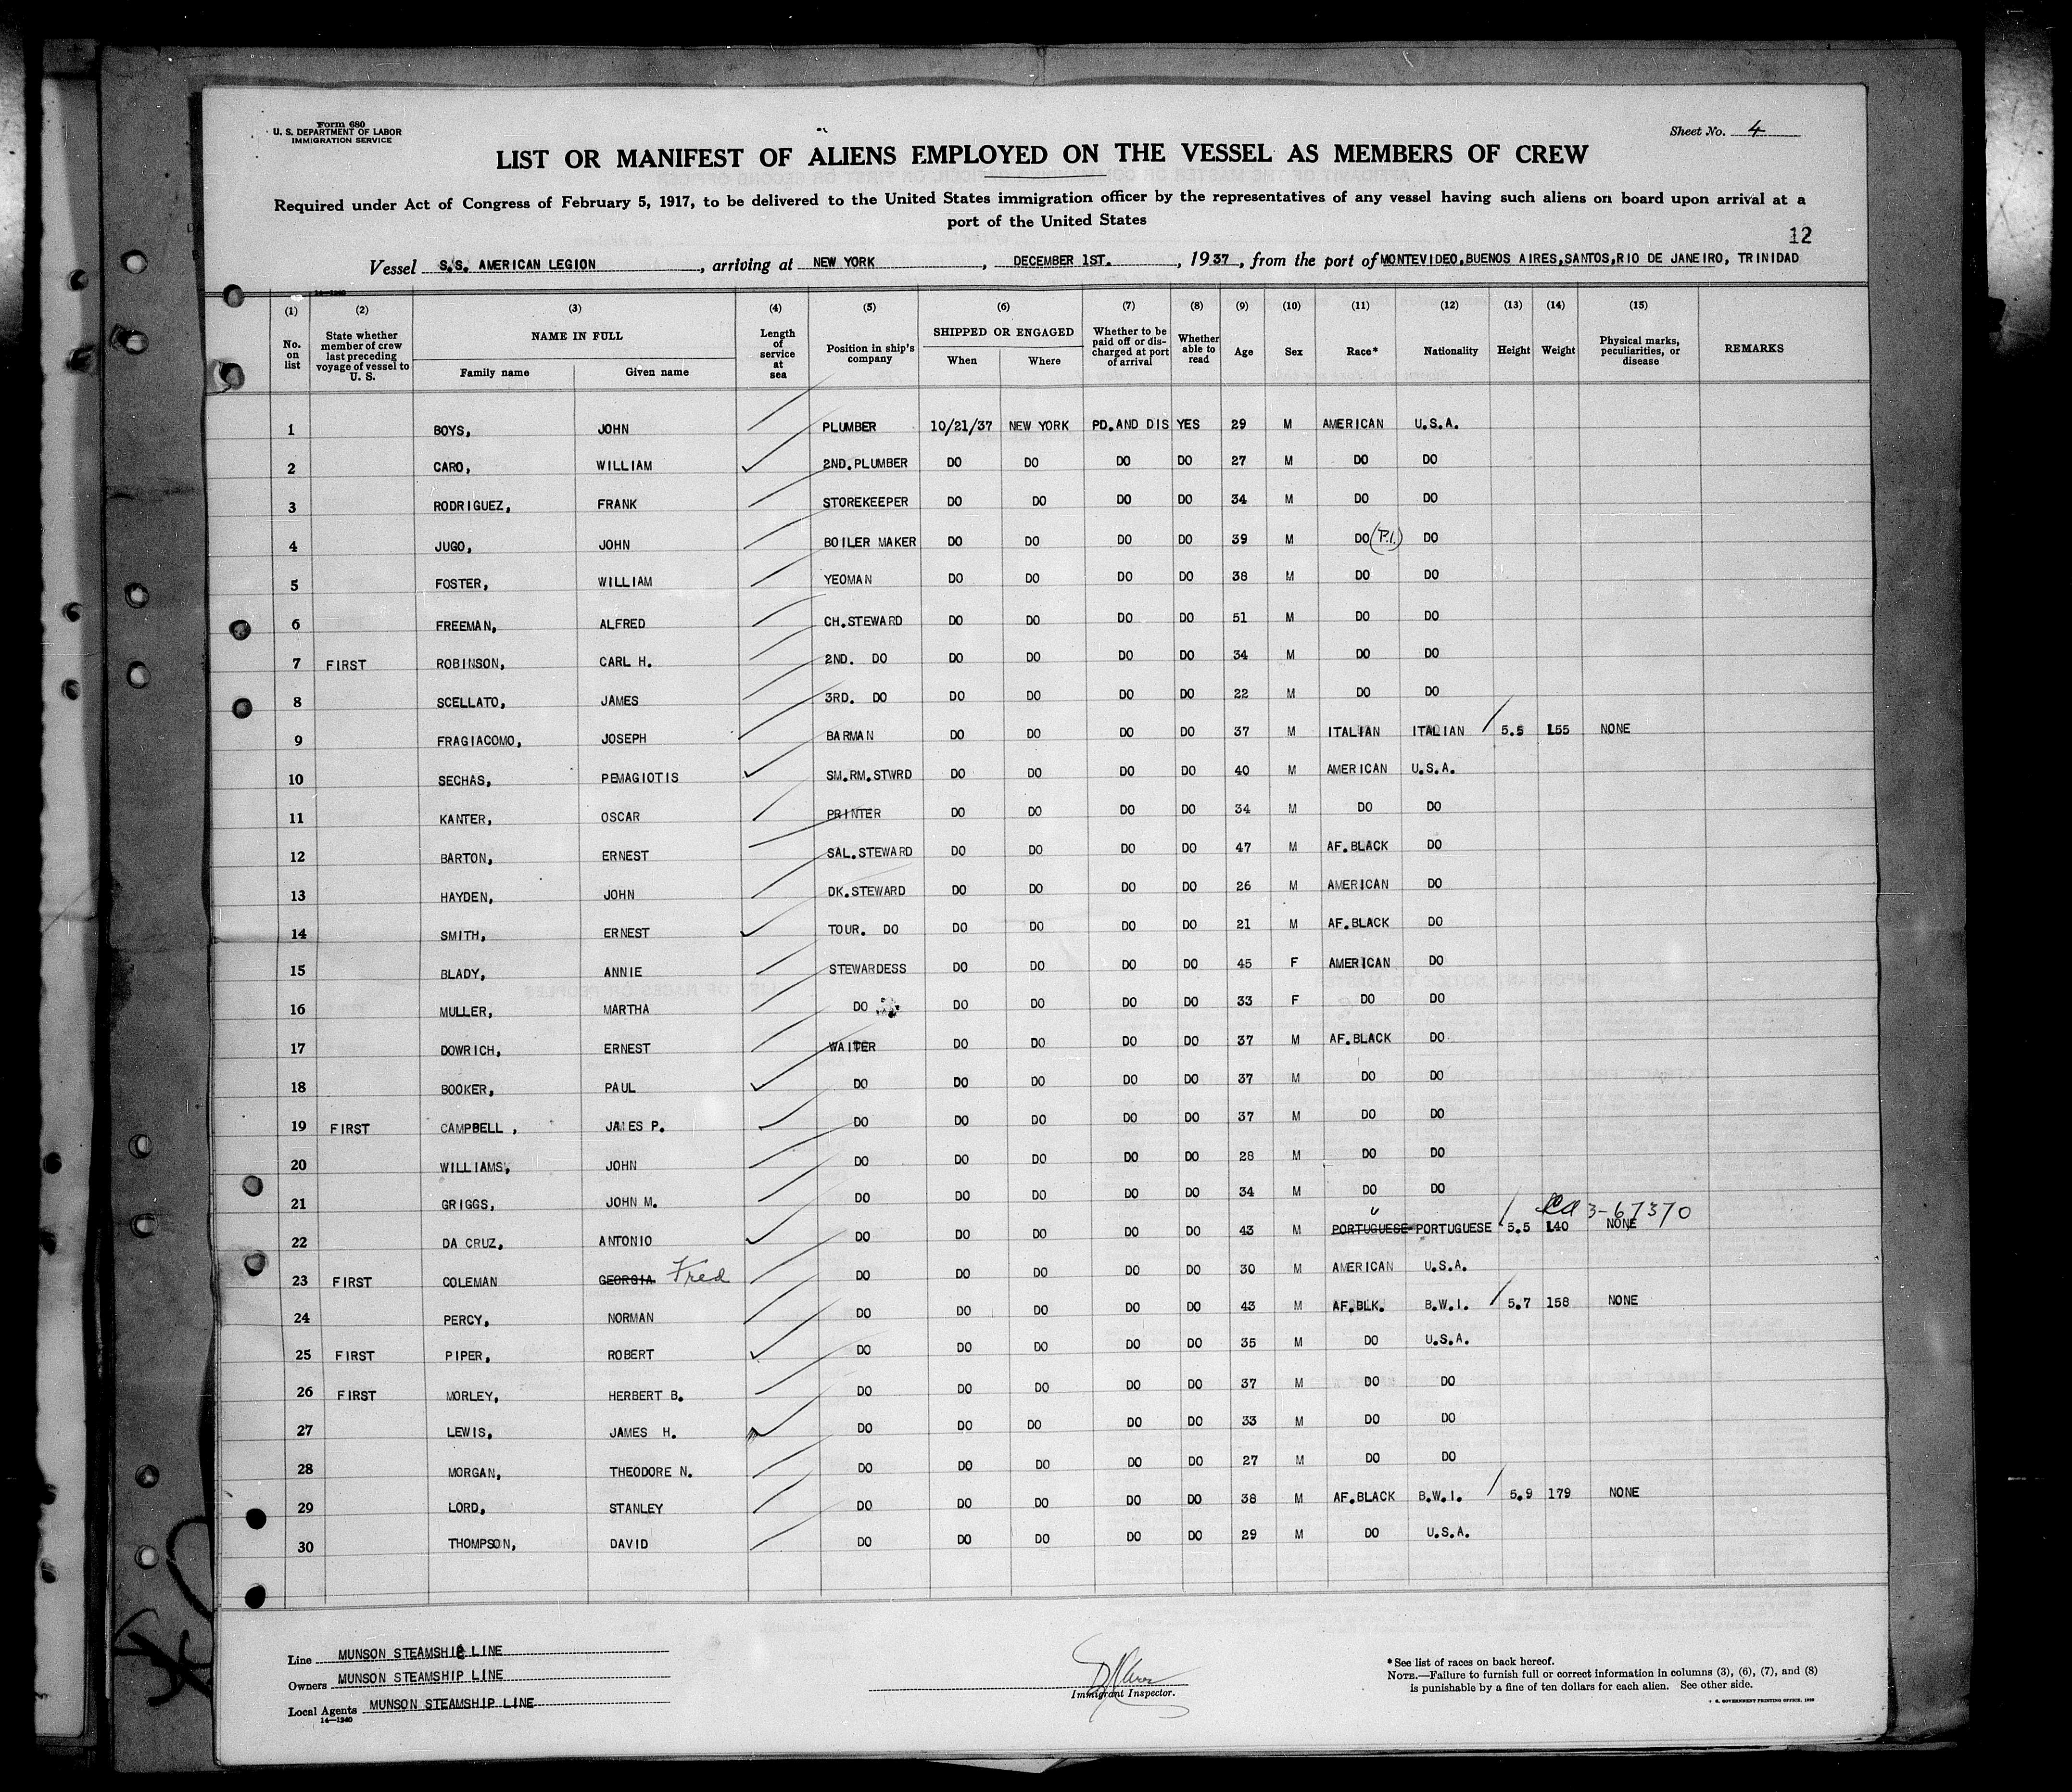 Form 680
U. S. DEPARTMENT OF LABOR
IMMIGRATION SERVICE
Sheet No. 4
LIST OR MANIFEST OF ALIENS EMPLOYED ON THE VESSEL AS MEMBERS OF CREW
Required under Act of Congress of February 5, 1917, to be delivered to the United States immigration officer by the representatives of any vessel having such aliens on board upon arrival at a
port of the United States
12
Vessel S.S. AMERICAN LEGION, arriving at NEW YORK, DECEMBER 1ST., 1937, from the port of MONTEVIDEO,BUENOS AIRES,SANTOS,RIO DE JANEIRO, TRINIDAD
14—1240
(1) (2) (3) (4) (5) (6) (7) (8) (9) (10) (11) (12) (13) (14) (15)
No. on list State whether member of crew last preceding voyage of vessel to U. S. NAME IN FULL Family name Given name Length of service at sea Position in ship's company SHIPPED OR ENGAGED When Where Whether to be paid off or discharged at port of arrival Whether able to read Age Sex Race* Nationality Height Weight Physical marks, peculiarities, or disease REMARKS
1 BOYS, JOHN PLUMBER 10/21/37 NEW YORK PD.AND DIS YES 29 M AMERICAN U.S.A.
2 CARO, WILLIAM 2ND.PLUMBER DO DO DO DO 27 M DO DO
3 RODRIGUEZ, FRANK STOREKEEPER DO DO DO DO 34 M DO DO
4 JUGO, JOHN BOILER MAKER DO DO DO DO 39 M DO (P.I.) DO
5 FOSTER, WILLIAM YEOMAN DO DO DO DO 38 M DO DO
6 FREEMAN, ALFRED CH.STEWARD DO DO DO DO 51 M DO DO
7 FIRST ROBINSON, CARL H. 2ND. DO DO DO DO DO 34 M DO DO
8 SCELLATO, JAMES 3RD. DO DO DO DO DO 22 M DO DO
9 FRAGIACOMO, JOSEPH BARMAN DO DO DO DO 37 M ITALIAN ITALIAN 5.5 155 NONE
10 SECHAS, PEMAGIOTIS SM.RM.STWRD DO DO DO DO 40 M AMERICAN U.S.A.
11 KANTER, OSCAR PRINTER DO DO DO DO 34 M DO DO
12 BARTON, ERNEST SAL.STEWARD DO DO DO DO 47 M AF.BLACK DO
13 HAYDEN, JOHN DK.STEWARD DO DO DO DO 26 M AMERICAN DO
14 SMITH, ERNEST TOUR. DO DO DO DO DO 21 M AF.BLACK DO
15 BLADY, ANNIE STEWARDESS DO DO DO DO 45 F AMERICAN DO
16 MULLER, MARTHA DO DO DO DO DO 33 F DO DO
17 DOWRICH, ERNEST WAITER DO DO DO DO 37 M AF.BLACK DO
18 BOOKER, PAUL DO DO DO DO DO 37 M DO DO
19 FIRST CAMPBELL , JAMES P. DO DO DO DO DO 37 M DO DO
20 WILLIAMS, JOHN DO DO DO DO DO 28 M DO DO
21 GRIGGS, JOHN M. DO DO DO DO DO 34 M DO DO
3-67370
22 DA CRUZ, ANTONIO DO DO DO DO DO 43 M PORTUGUESE " PORTUGUESE 5.5 140 NONE
23 FIRST COLEMAN GEORGIA Fred DO DO DO DO DO 30 M AMERICAN U.S.A.
24 PERCY, NORMAN DO DO DO DO DO 43 M AF.BLK. B.W.I. 5.7 158 NONE
25 FIRST PIPER, ROBERT DO DO DO DO DO 35 M DO U.S.A.
26 FIRST MORLEY, HERBERT B. DO DO DO DO DO 37 M DO DO
27 LEWIS, JAMES H. DO DO DO DO DO 33 M DO DO
28 MORGAN, THEODORE N. DO DO DO DO DO 27 M DO DO
29 LORD, STANLEY DO DO DO DO DO 38 M AF.BLACK B.W.I. 5.9 179 NONE
30 THOMPSON, DAVID DO DO DO DO DO 29 M DO U.S.A.
Line MUNSON STEAMSHIP LINE
Owners MUNSON STEAMSHIP LINE
Local Agents MUNSON STEAMSHIP LINE
14—1240
Immigrant Inspector.
*See list of races on back hereof.
NOTE.—Failure to furnish full or correct information in columns (3), (6), (7), and (8)
is punishable by a fine of ten dollars for each alien. See other side.
U. S. GOVERNMENT PRINTING OFFICE,